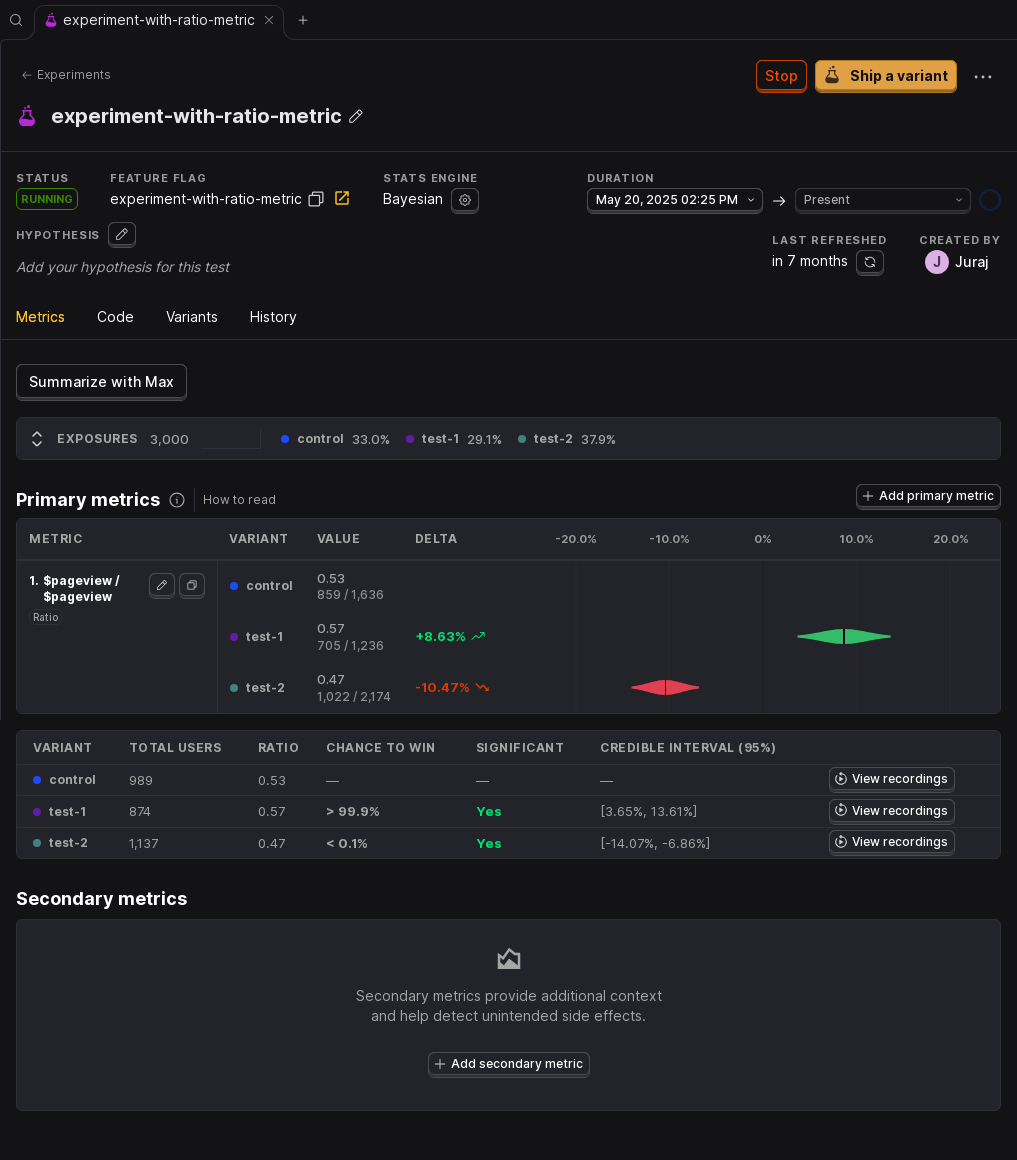 experiment-with-ratio-metric
Experiments
Stop
Ship a variant
experiment-with-ratio-metric
STATUS
FEATURE FLAG
STATS ENGINE
DURATION
RUNNING
experiment-with-ratio-metric
Bayesian
May 20, 2025 02:25 PM
Present
HYPOTHESIS
LAST REFRESHED
CREATED BY
Add your hypothesis for this test
in 7 months
J
Juraj
Metrics
Code
Variants
History
Summarize with Max
EXPOSURES 3,000 control 33.0% test-1 29.1% test-2 37.9%
Primary metrics
How to read
Add primary metric
METRIC VARIANT VALUE DELTA -20.0% -10.0% 0% 10.0% 20.0%
1. $pageview /
$pageview
Ratio
control
0.53
859 / 1,636
test-1
0.57
705 / 1,236
+8.63%
test-2
0.47
1,022 / 2,174
-10.47%
VARIANT TOTAL USERS RATIO CHANCE TO WIN SIGNIFICANT CREDIBLE INTERVAL (95%)
control 989 0.53 — — — View recordings
test-1 874 0.57 > 99.9% Yes [3.65%, 13.61%] View recordings
test-2 1,137 0.47 < 0.1% Yes [-14.07%, -6.86%] View recordings
Secondary metrics
Secondary metrics provide additional context
and help detect unintended side effects.
Add secondary metric